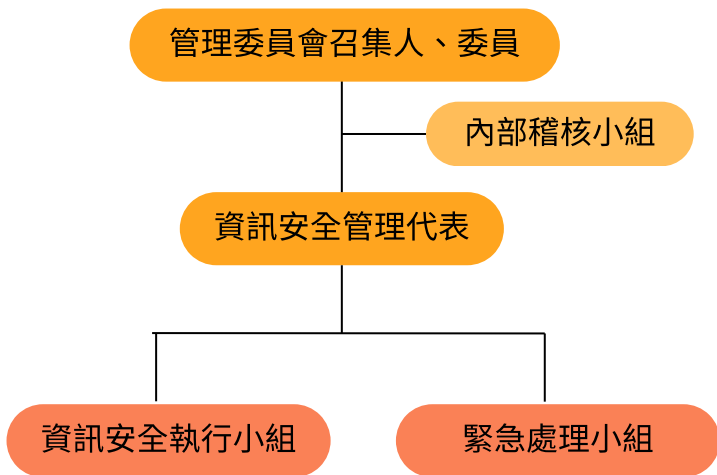 管理委員會召集人、委員
內部稽核小組
資訊安全管理代表
資訊安全執行小組
緊急處理小組